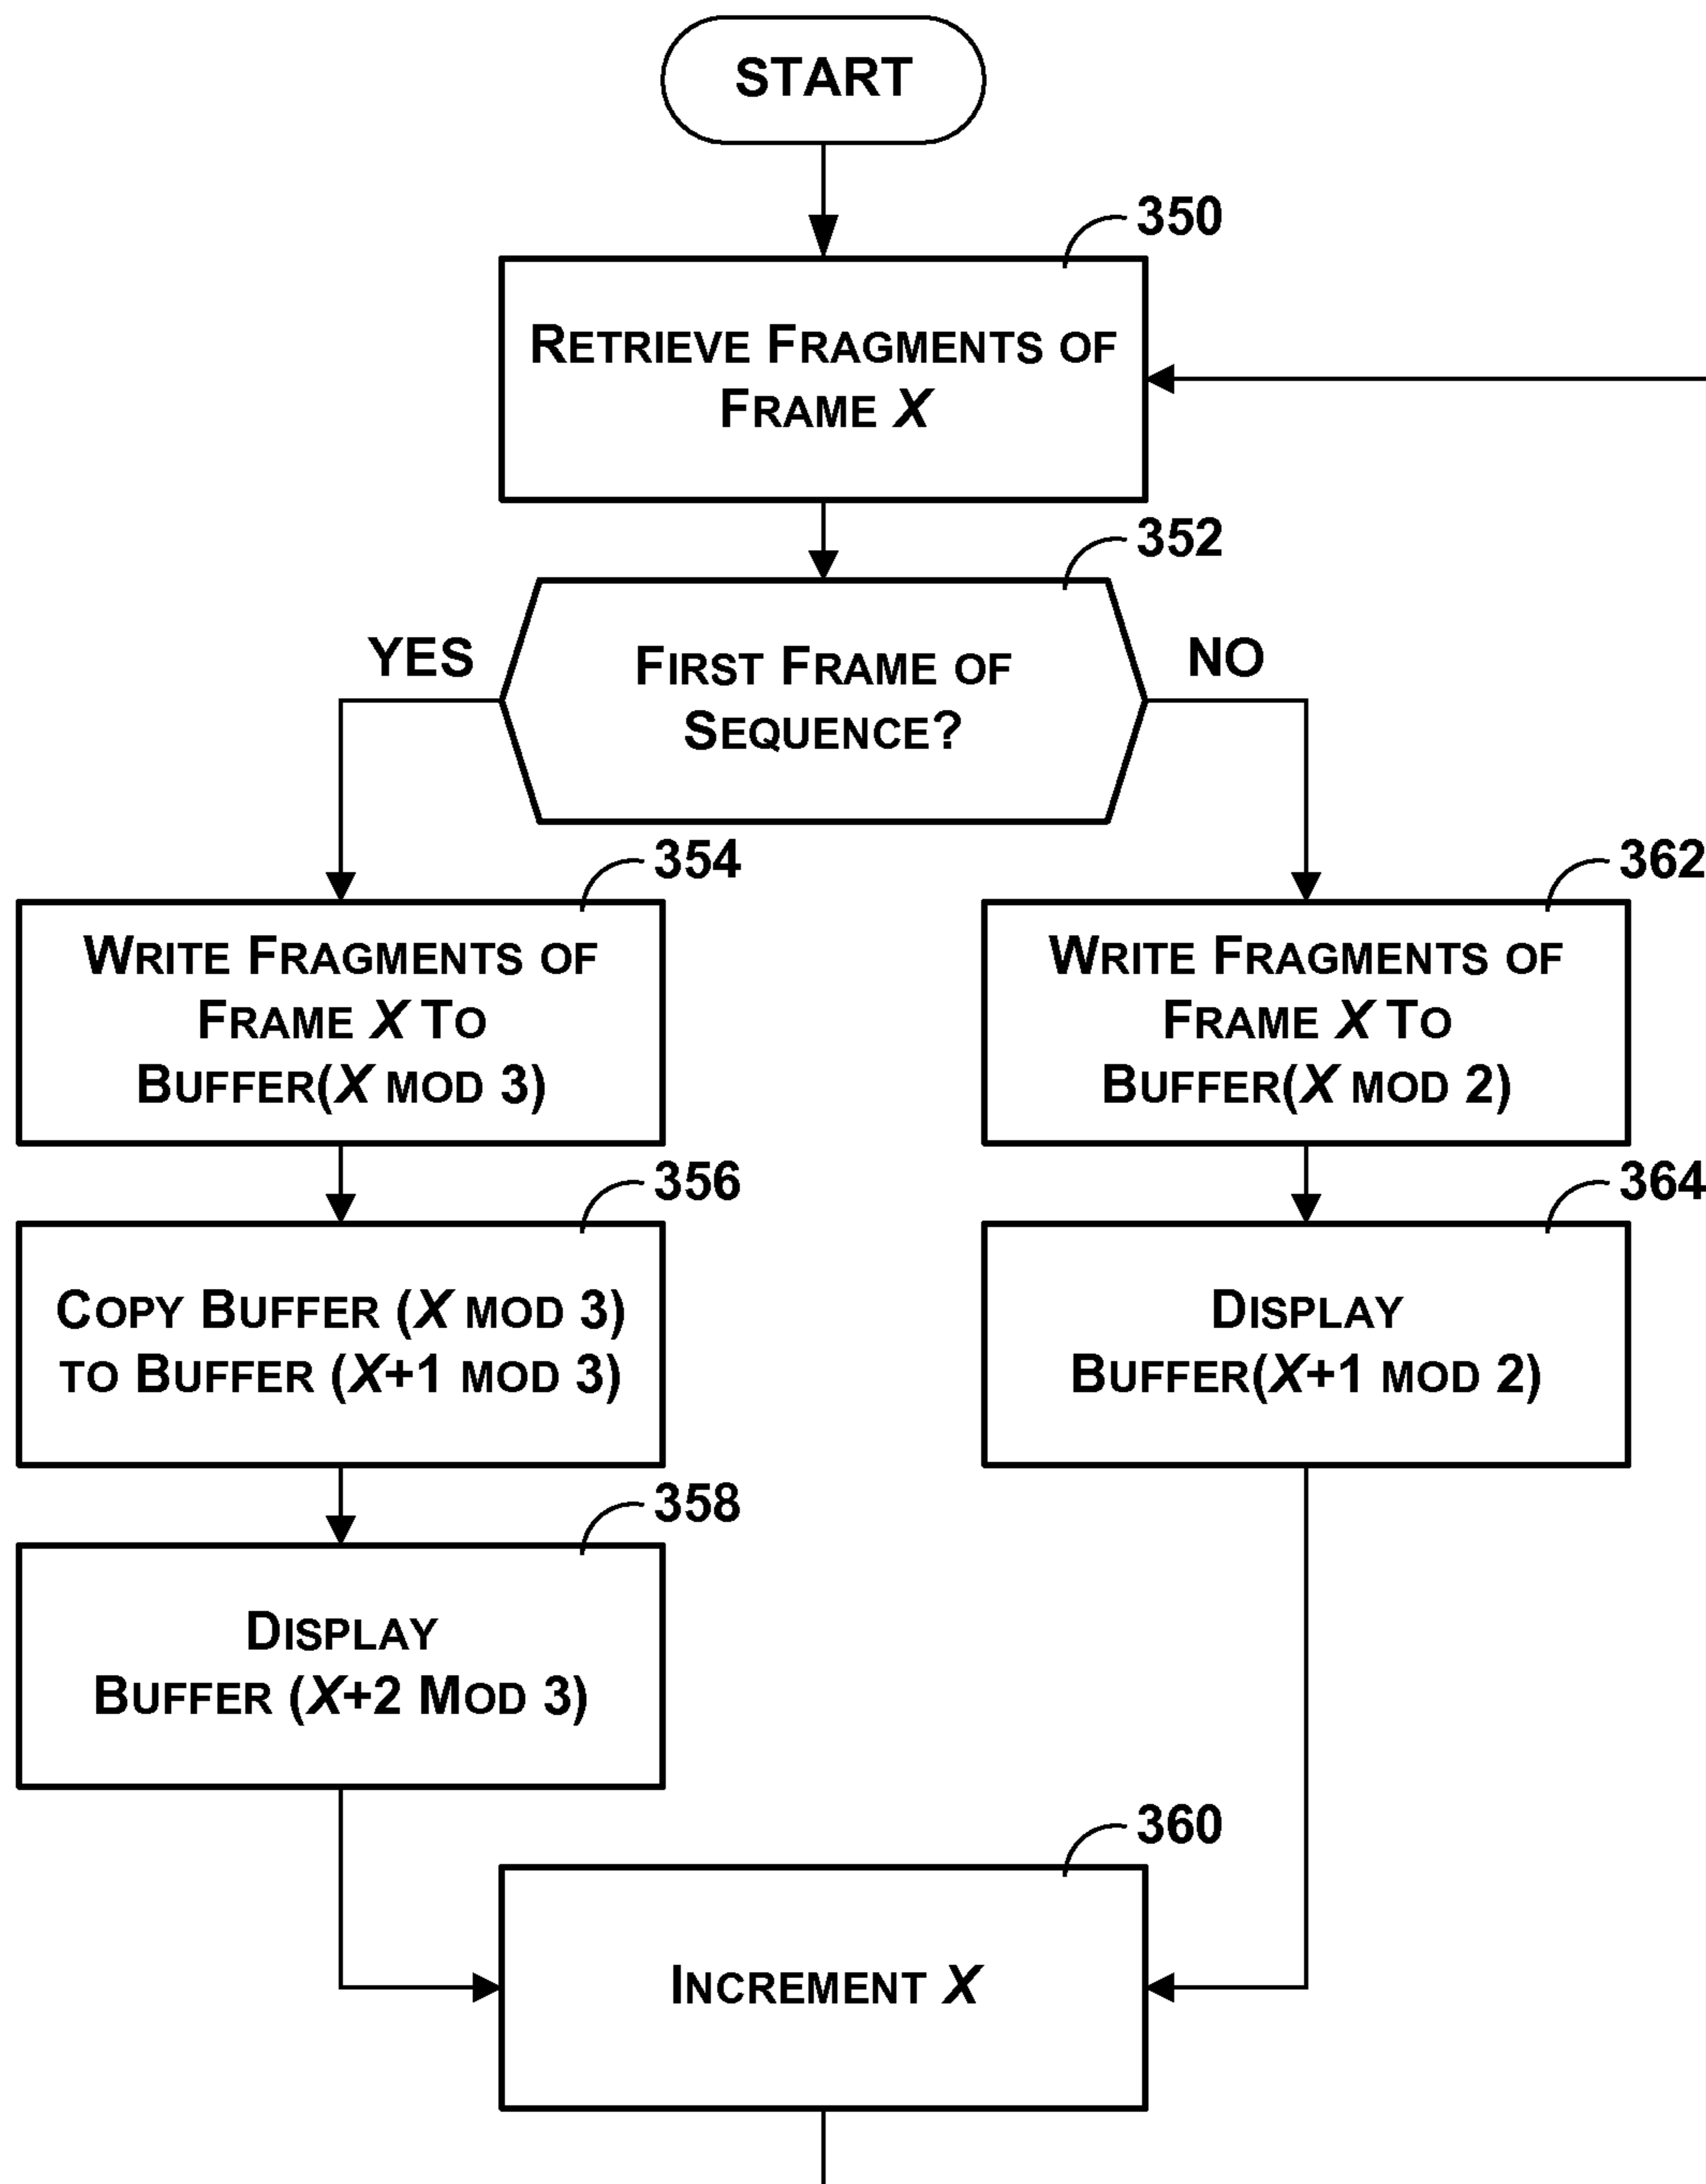 START
350
RETRIEVE FRAGMENTS OF
FRAME X
352
YES
FIRST FRAME OF
SEQUENCE?
NO
354
WRITE FRAGMENTS OF
FRAME X TO
BUFFER(X MOD 3)
362
WRITE FRAGMENTS OF
FRAME X TO
BUFFER(X MOD 2)
356
COPY BUFFER (X MOD 3)
TO BUFFER (X+1 MOD 3)
364
DISPLAY
BUFFER(X+1 MOD 2)
358
DISPLAY
BUFFER (X+2 MOD 3)
360
INCREMENT X